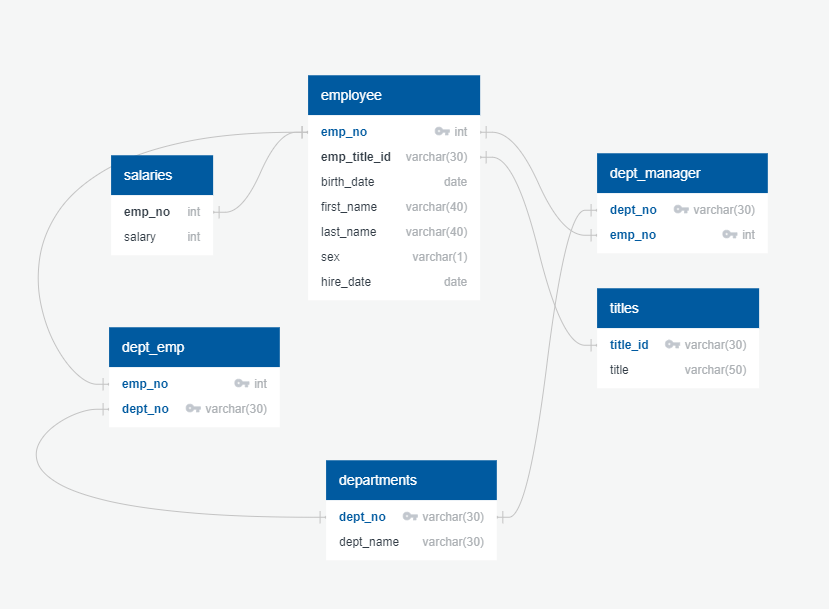 employee
emp_no int
emp_title_id varchar(30)
birth_date date
first_name varchar(40)
last_name varchar(40)
sex varchar(1)
hire_date date
salaries
emp_no int
salary int
dept_manager
dept_no varchar(30)
emp_no int
titles
title_id varchar(30)
title varchar(50)
dept_emp
emp_no int
dept_no varchar(30)
departments
dept_no varchar(30)
dept_name varchar(30)